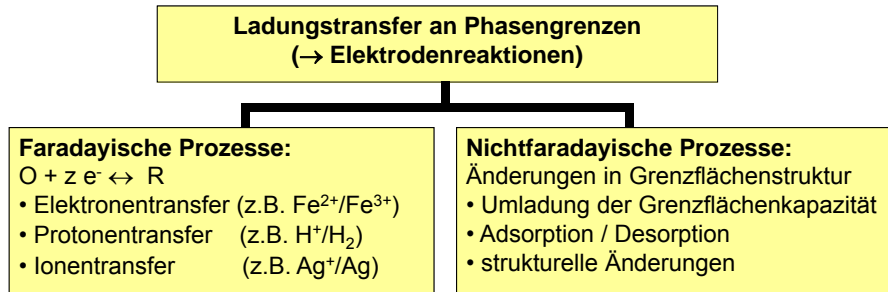 Ladungstransfer an Phasengrenzen
(→ Elektrodenreaktionen)
Faradayische Prozesse:
O + z e⁻ ↔ R
• Elektronentransfer (z.B. Fe²⁺/Fe³⁺)
• Protonentransfer (z.B. H⁺/H₂)
• Ionentransfer (z.B. Ag⁺/Ag)
Nichtfaradayische Prozesse:
Änderungen in Grenzflächenstruktur
• Umladung der Grenzflächenkapazität
• Adsorption / Desorption
• strukturelle Änderungen